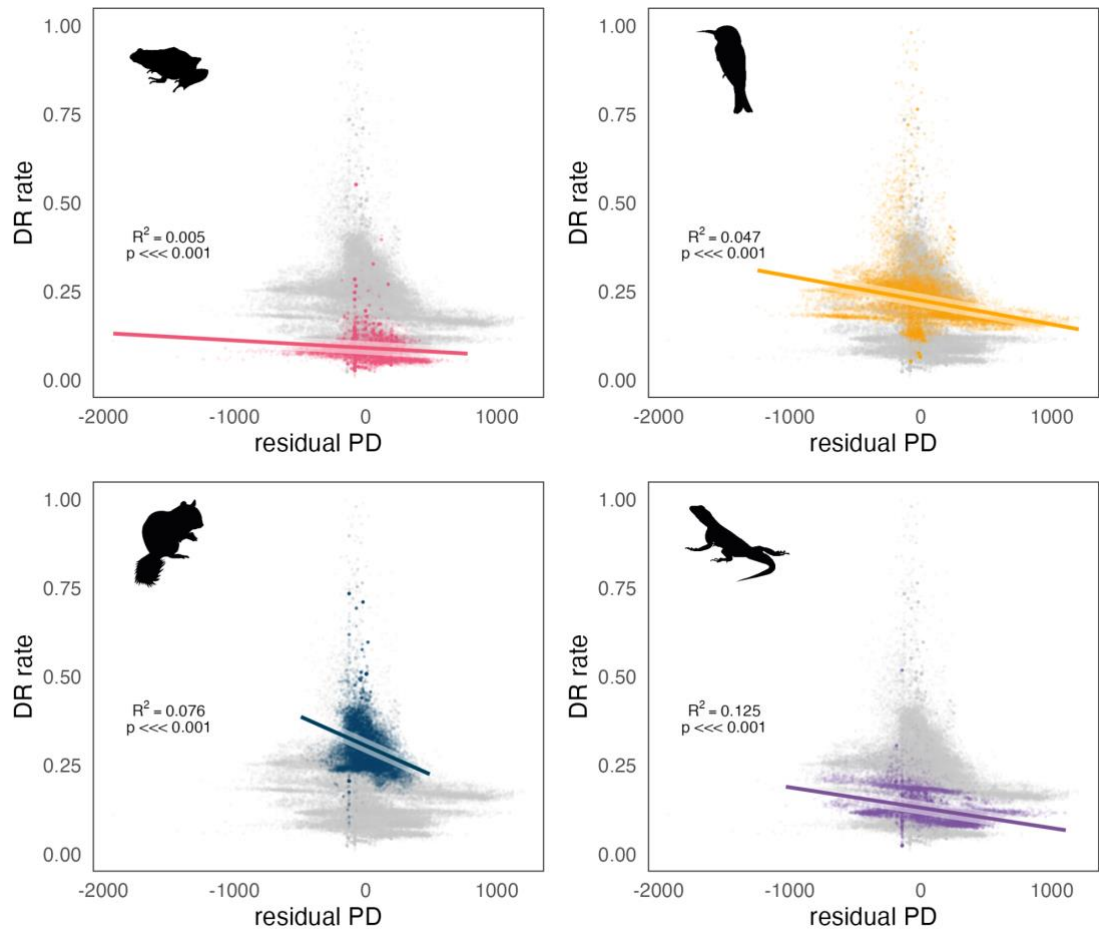 1.00
0.75
0.50
0.25
0.00
DR rate
R² = 0.005
p <<< 0.001
-2000 -1000 0 1000
residual PD
1.00
0.75
0.50
0.25
0.00
DR rate
R² = 0.047
p <<< 0.001
-2000 -1000 0 1000
residual PD
1.00
0.75
0.50
0.25
0.00
DR rate
R² = 0.076
p <<< 0.001
-2000 -1000 0 1000
residual PD
1.00
0.75
0.50
0.25
0.00
DR rate
R² = 0.125
p <<< 0.001
-2000 -1000 0 1000
residual PD